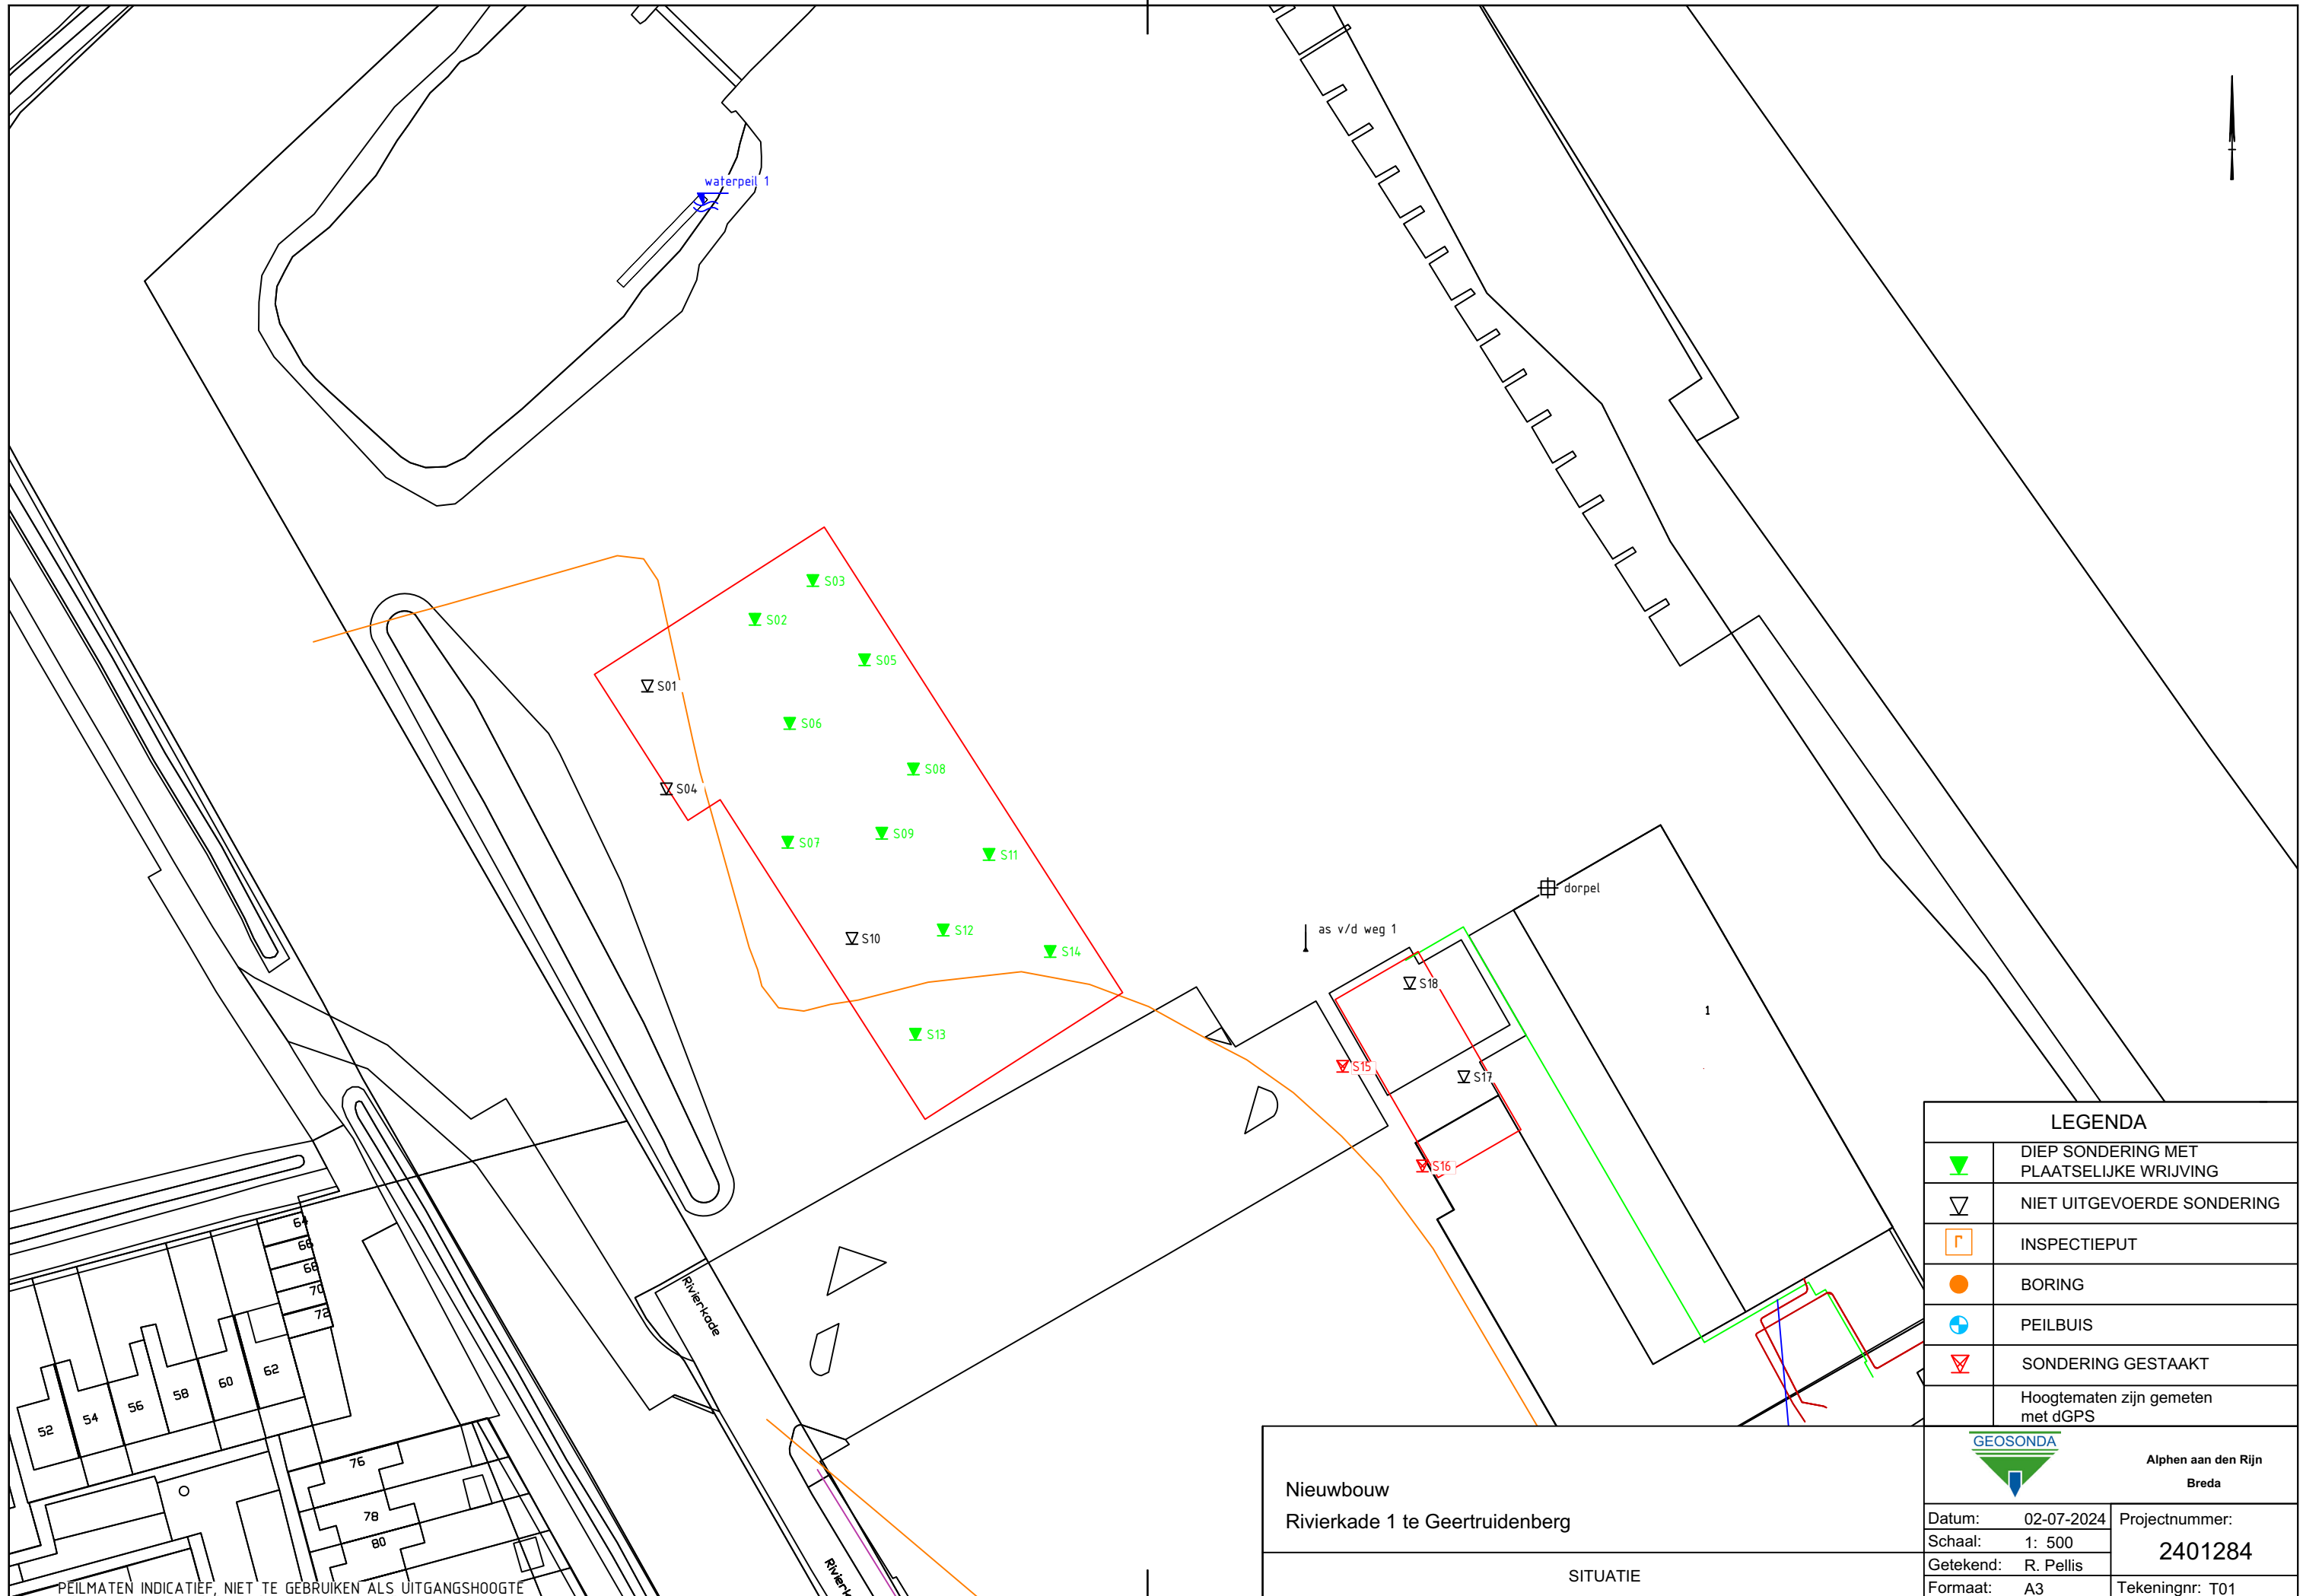 waterpeil 1
S03
S02
S05
S01
S06
S08
S04
S09
S07
S11
dorpel
S12
as v/d weg 1
S10
S14
S18
1
S13
S15
S17
S16
Rivierkade
64
66
68
70
72
62
60
58
56
54
52
76
78
80
PEILMATEN INDICATIEF, NIET TE GEBRUIKEN ALS UITGANGSHOOGTE
LEGENDA
DIEP SONDERING MET
PLAATSELIJKE WRIJVING
NIET UITGEVOERDE SONDERING
INSPECTIEPUT
BORING
PEILBUIS
SONDERING GESTAAKT
Hoogtematen zijn gemeten
met dGPS
GEOSONDA
Alphen aan den Rijn
Breda
Nieuwbouw
Rivierkade 1 te Geertruidenberg
SITUATIE
Datum: 02-07-2024
Schaal: 1: 500
Getekend: R. Pellis
Formaat: A3
Projectnummer:
2401284
Tekeningnr: T01